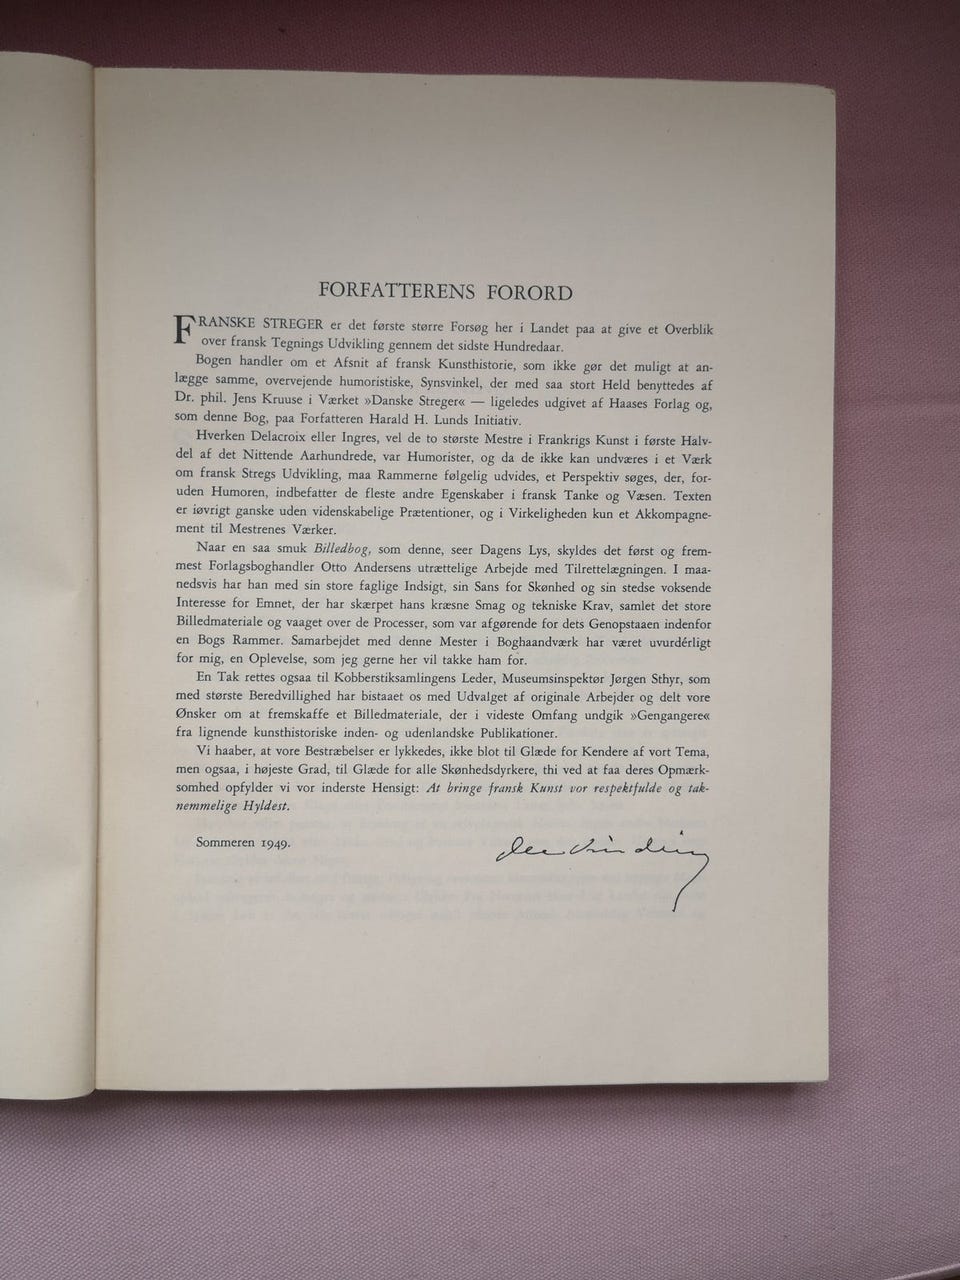 FORFATTERENS FORORD
FRANSKE STREGER er det første større Forsøg her i Landet paa at give et Overblik
over fransk Tegnings Udvikling gennem det sidste Hundredaar.
Bogen handler om et Afsnit af fransk Kunsthistorie, som ikke gør det muligt at an-
lægge samme, overvejende humoristiske, Synsvinkel, der med saa stort Held benyttedes af
Dr. phil. Jens Kruuse i Værket »Danske Streger« — ligeledes udgivet af Haases Forlag og,
som denne Bog, paa Forfatteren Harald H. Lunds Initiativ.
Hverken Delacroix eller Ingres, vel de to største Mestre i Frankrigs Kunst i første Halv-
del af det Nittende Aarhundrede, var Humorister, og da de ikke kan undværes i et Værk
om fransk Stregs Udvikling, maa Rammerne følgelig udvides, et Perspektiv søges, der, for-
uden Humoren, indbefatter de fleste andre Egenskaber i fransk Tanke og Væsen. Texten
er iøvrigt ganske uden videnskabelige Prætentioner, og i Virkeligheden kun et Akkompagne-
ment til Mestrenes Værker.
Naar en saa smuk Billedbog, som denne, seer Dagens Lys, skyldes det først og frem-
mest Forlagsboghandler Otto Andersens utrættelige Arbejde med Tilrettelægningen. I maa-
nedsvis har han med sin store faglige Indsigt, sin Sans for Skønhed og sin stedse voksende
Interesse for Emnet, der har skærpet hans kræsne Smag og tekniske Krav, samlet det store
Billedmateriale og vaaget over de Processer, som var afgørende for dets Genopstaaen indenfor
en Bogs Rammer. Samarbejdet med denne Mester i Boghaandværk har været uvurdérligt
for mig, en Oplevelse, som jeg gerne her vil takke ham for.
En Tak rettes ogsaa til Kobberstiksamlingens Leder, Museumsinspektør Jørgen Sthyr, som
med største Beredvillighed har bistaaet os med Udvalget af originale Arbejder og delt vore
Ønsker om at fremskaffe et Billedmateriale, der i videste Omfang undgik »Gengangere«
fra lignende kunsthistoriske inden- og udenlandske Publikationer.
Vi haaber, at vore Bestræbelser er lykkedes, ikke blot til Glæde for Kendere af vort Tema,
men ogsaa, i højeste Grad, til Glæde for alle Skønhedsdyrkere, thi ved at faa deres Opmærk-
somhed opfylder vi vor inderste Hensigt: At bringe fransk Kunst vor respektfulde og tak-
nemmelige Hyldest.
Sommeren 1949.